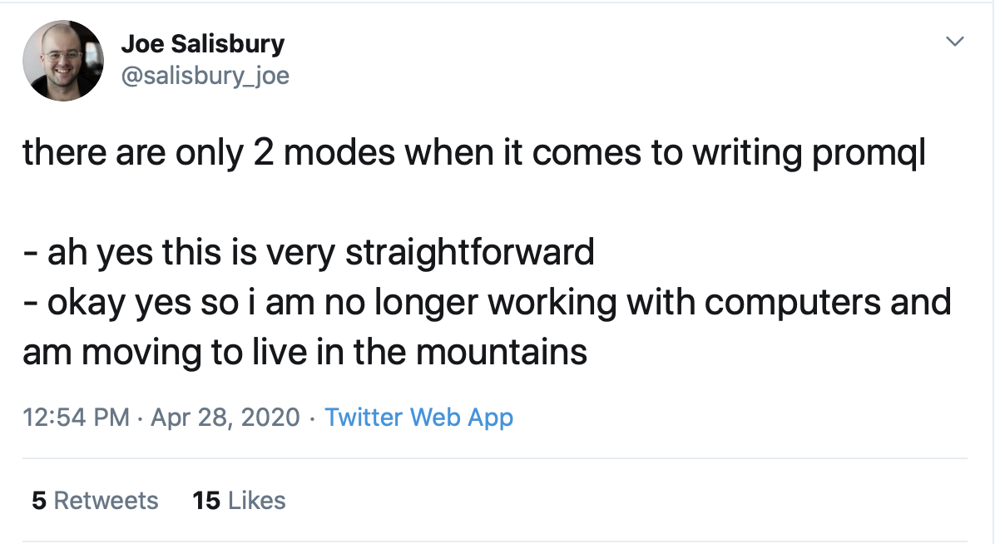 Joe Salisbury
@salisbury_joe
there are only 2 modes when it comes to writing promql
- ah yes this is very straightforward
- okay yes so i am no longer working with computers and
am moving to live in the mountains
12:54 PM · Apr 28, 2020 · Twitter Web App
5 Retweets 15 Likes